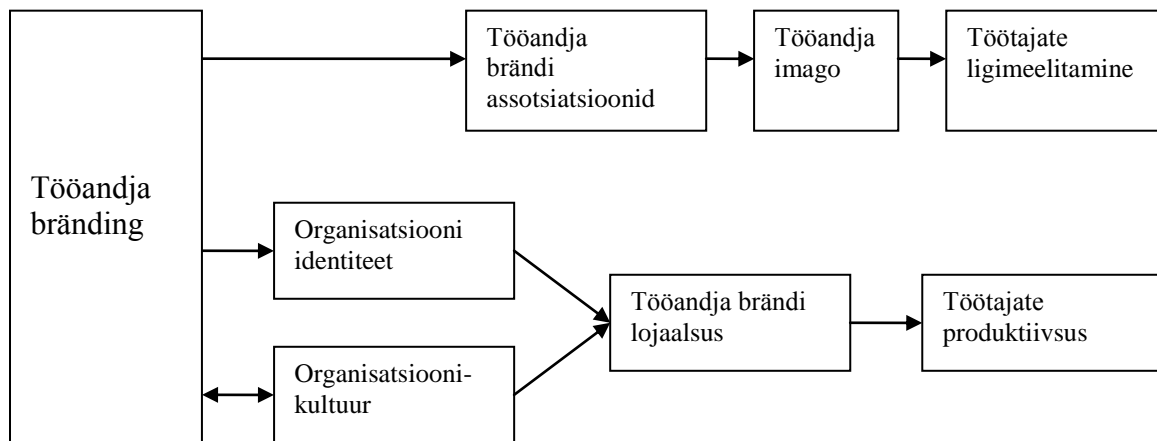 Tööandja
bränding
Tööandja
brändi
assotsiatsioonid
Tööandja
imago
Töötajate
ligimeelitamine
Organisatsiooni
identiteet
Organisatsiooni-
kultuur
Tööandja brändi
lojaalsus
Töötajate
produktiivsus